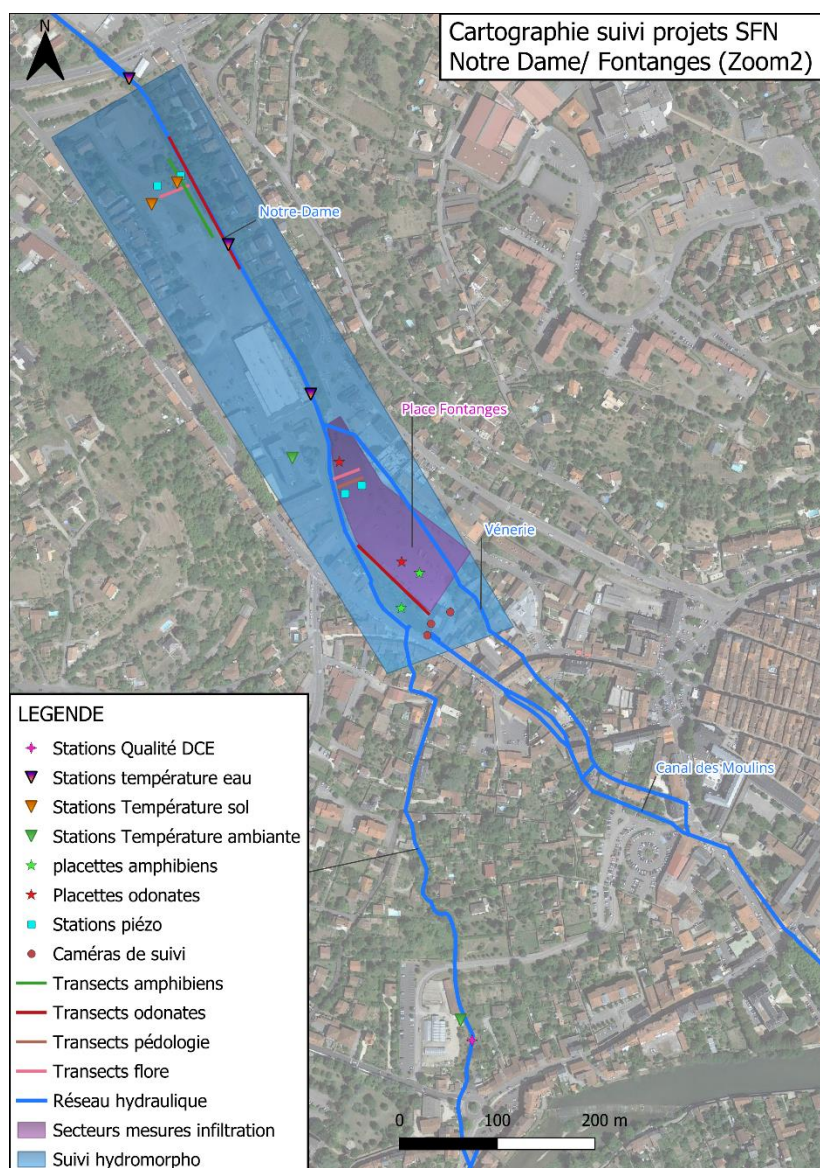 Cartographie suivi projets SFN
Notre Dame/ Fontanges (Zoom2)
N
Notre-Dame
Place Fontanges
Vénerie
Canal des Moulins
LEGENDE
Stations Qualité DCE
Stations température eau
Stations Température sol
Stations Température ambiante
placettes amphibiens
Placettes odonates
Stations piézo
Caméras de suivi
Transects amphibiens
Transects odonates
Transects pédologie
Transects flore
Réseau hydraulique
Secteurs mesures infiltration
Suivi hydromorpho
0 100 200 m